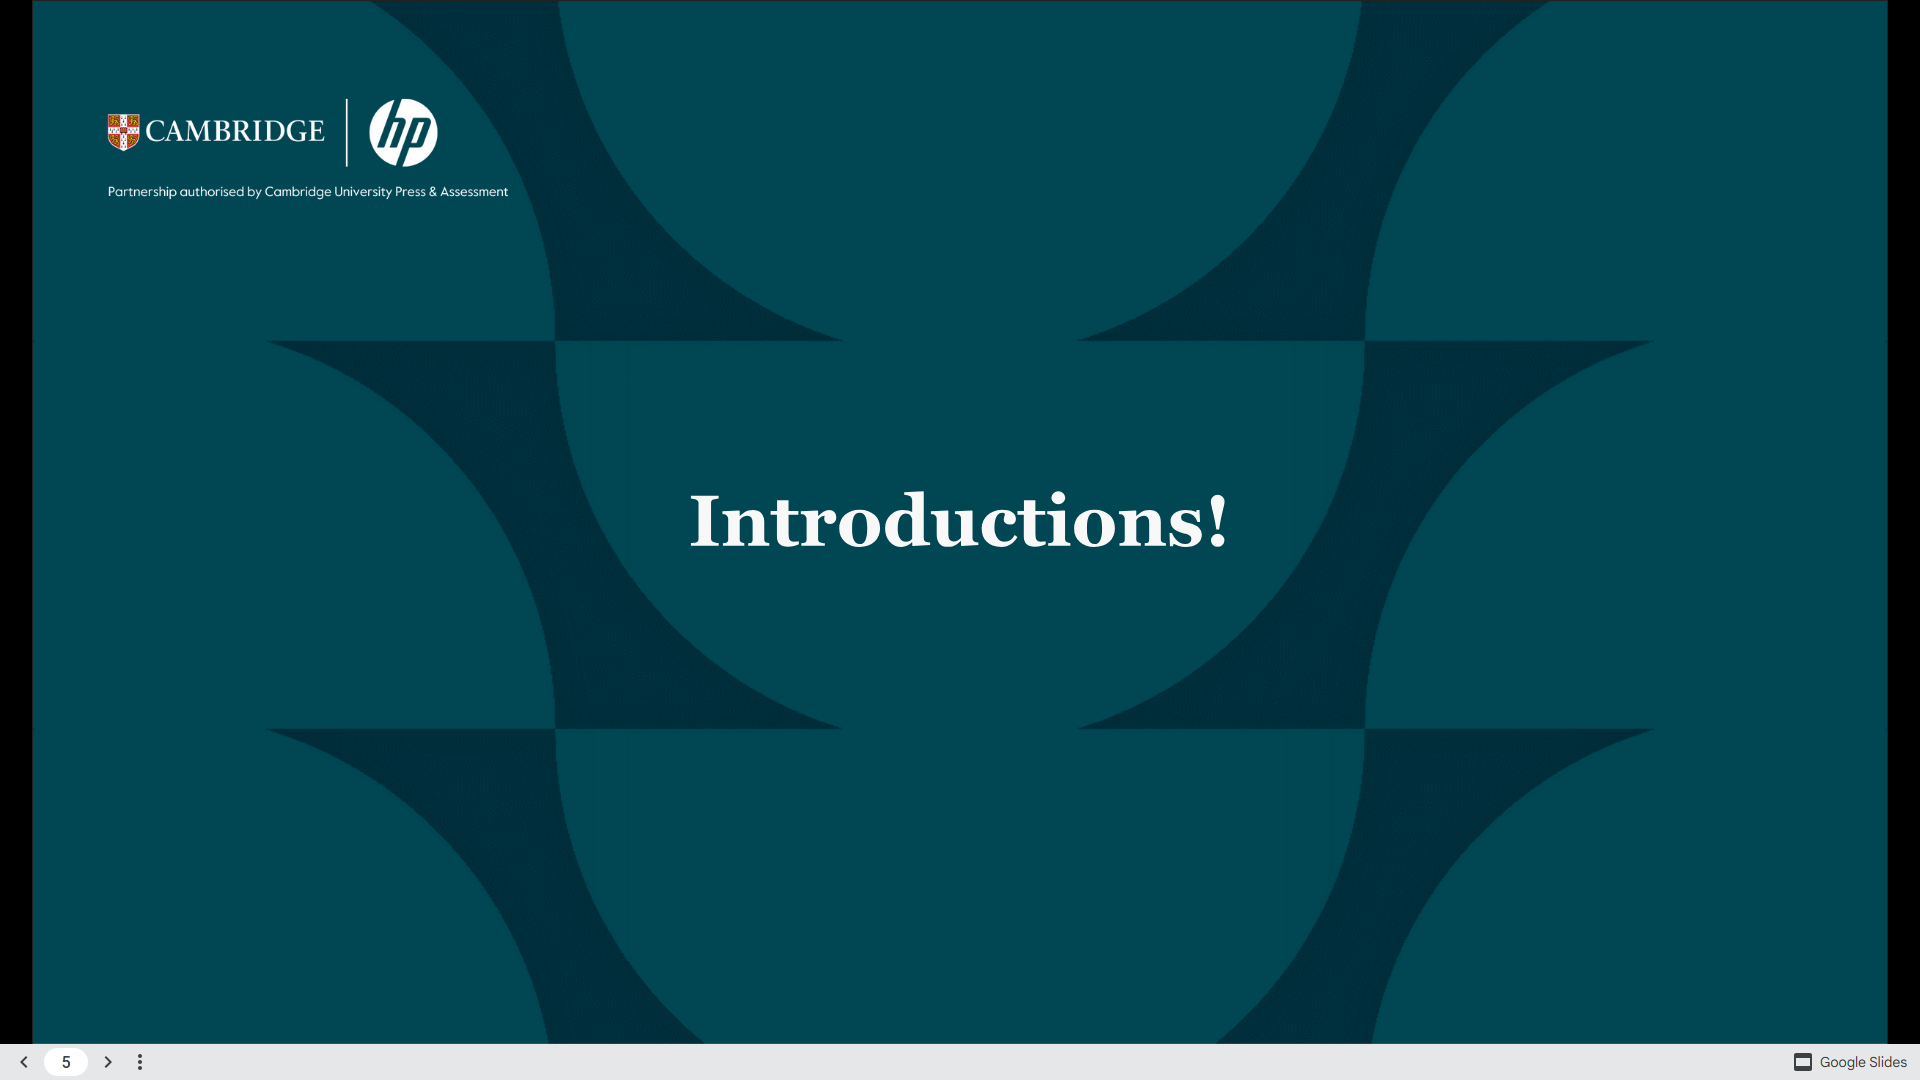 CAMBRIDGE
hp
Partnership authorised by Cambridge University Press & Assessment
Introductions!
5
Google Slides